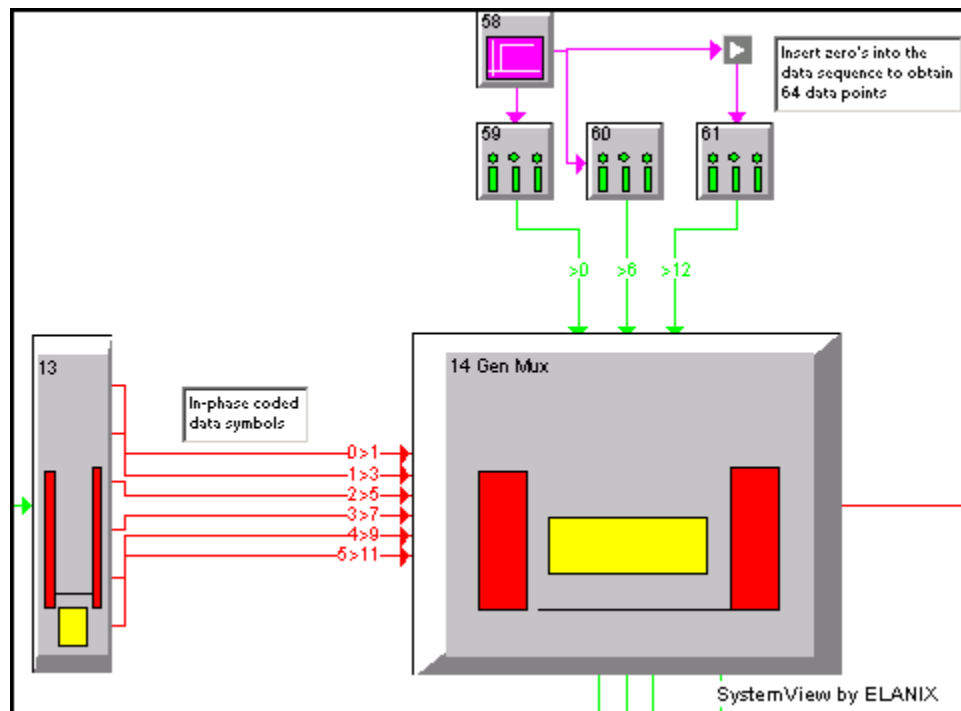 58
Insert zero's into the
data sequence to obtain
64 data points
59
60
61
>0
>6
>12
13
In-phase coded
data symbols
0>1
1>3
2>5
3>7
4>9
5>11
14 Gen Mux
SystemView by ELANIX